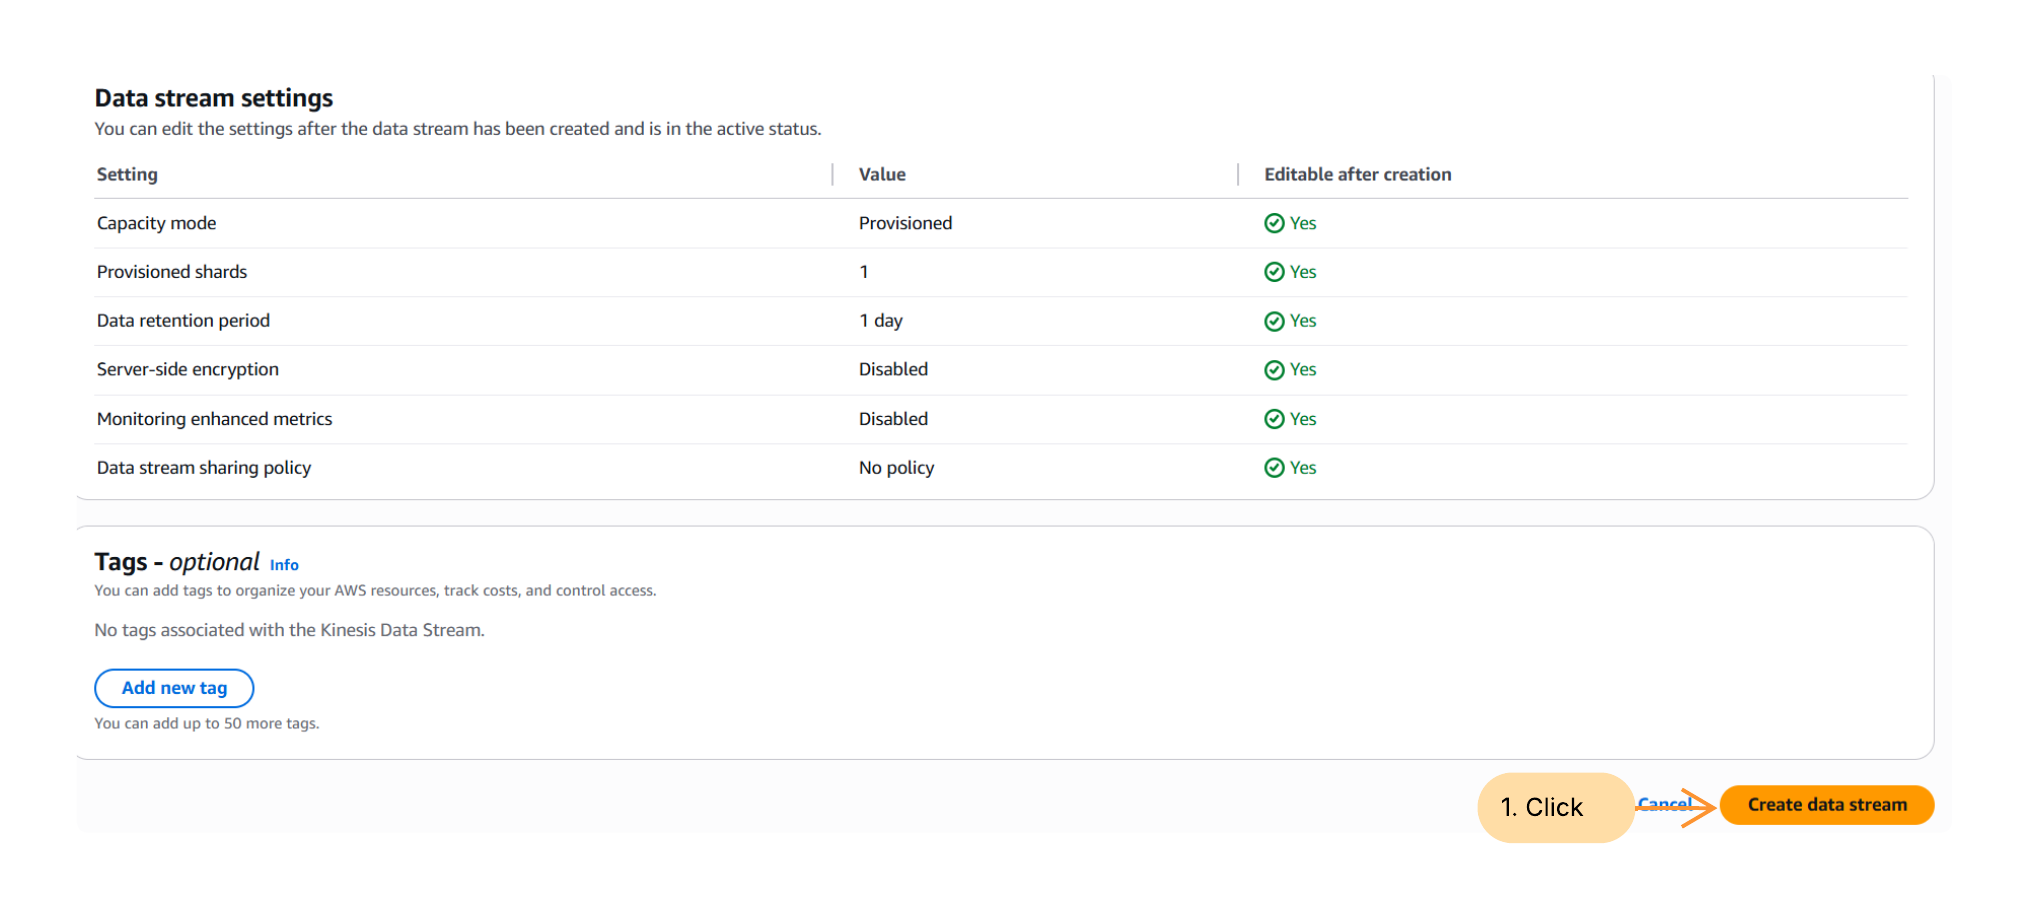 Data stream settings
You can edit the settings after the data stream has been created and is in the active status.
Setting Value Editable after creation
Capacity mode Provisioned Yes
Provisioned shards 1 Yes
Data retention period 1 day Yes
Server-side encryption Disabled Yes
Monitoring enhanced metrics Disabled Yes
Data stream sharing policy No policy Yes
Tags - optional Info
You can add tags to organize your AWS resources, track costs, and control access.
No tags associated with the Kinesis Data Stream.
Add new tag
You can add up to 50 more tags.
1. Click Cancel Create data stream